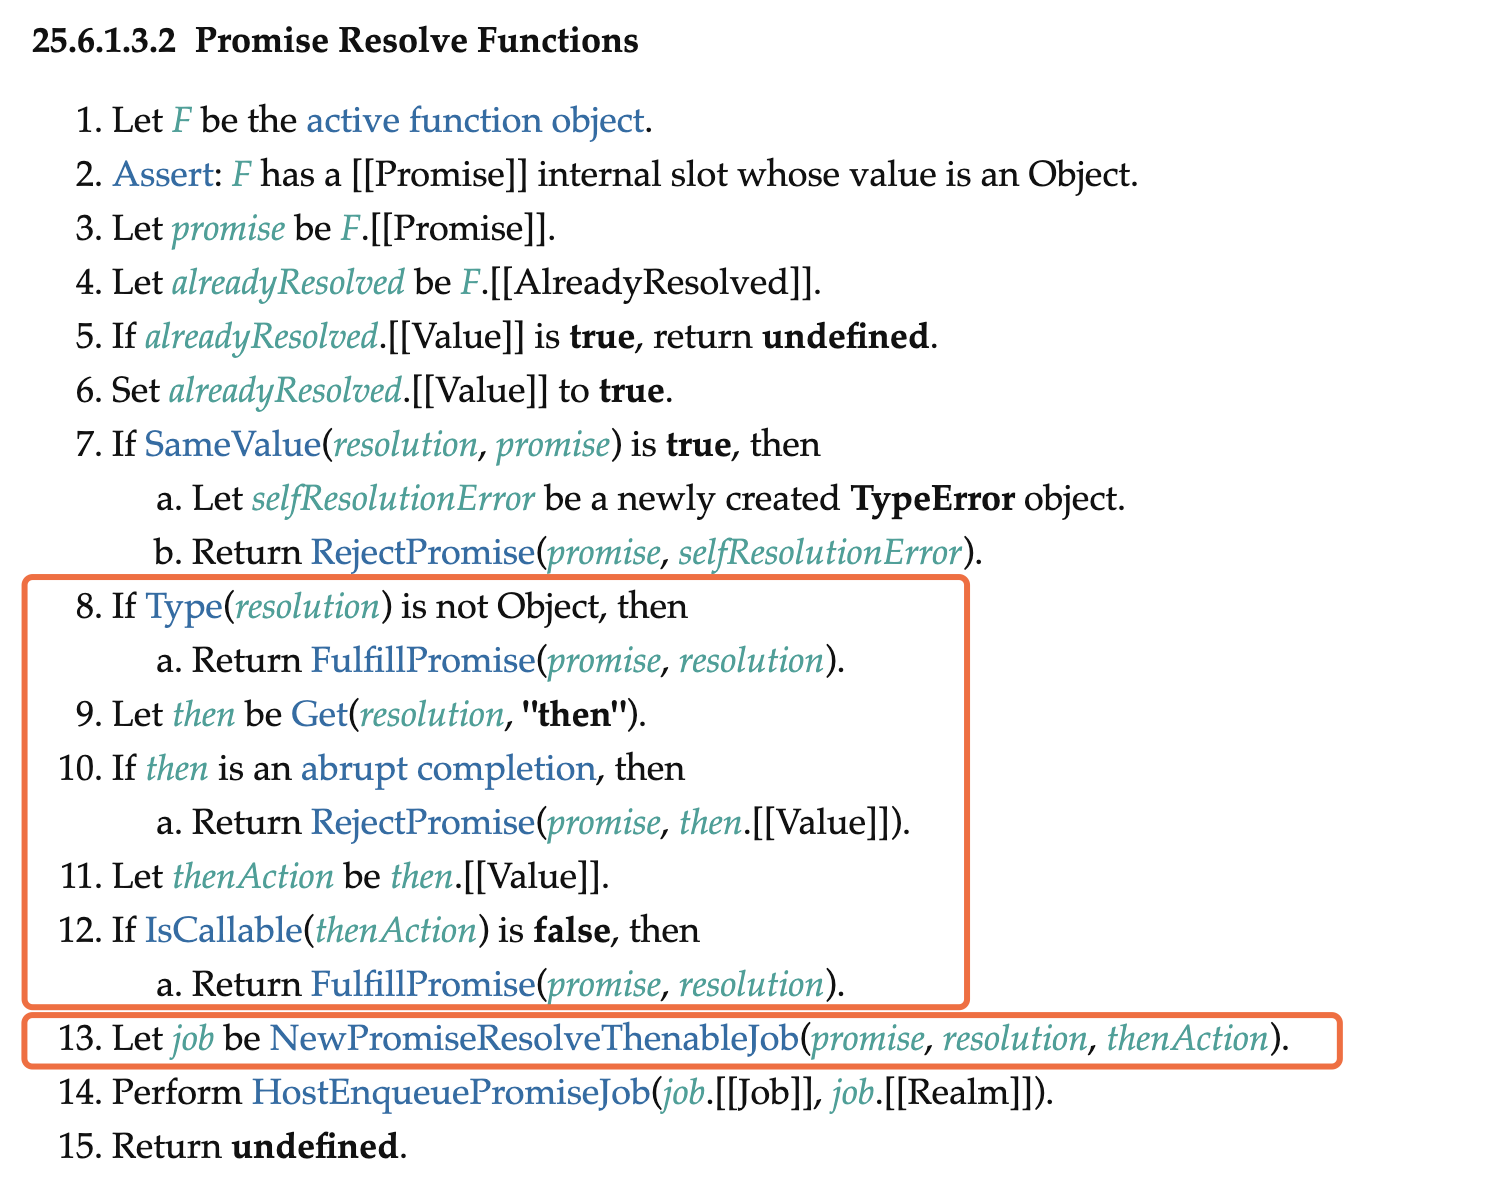 25.6.1.3.2 Promise Resolve Functions
1. Let F be the active function object.
2. Assert: F has a [[Promise]] internal slot whose value is an Object.
3. Let promise be F.[[Promise]].
4. Let alreadyResolved be F.[[AlreadyResolved]].
5. If alreadyResolved.[[Value]] is true, return undefined.
6. Set alreadyResolved.[[Value]] to true.
7. If SameValue(resolution, promise) is true, then
a. Let selfResolutionError be a newly created TypeError object.
b. Return RejectPromise(promise, selfResolutionError).
8. If Type(resolution) is not Object, then
a. Return FulfillPromise(promise, resolution).
9. Let then be Get(resolution, "then").
10. If then is an abrupt completion, then
a. Return RejectPromise(promise, then.[[Value]]).
11. Let thenAction be then.[[Value]].
12. If IsCallable(thenAction) is false, then
a. Return FulfillPromise(promise, resolution).
13. Let job be NewPromiseResolveThenableJob(promise, resolution, thenAction).
14. Perform HostEnqueuePromiseJob(job.[[Job]], job.[[Realm]]).
15. Return undefined.